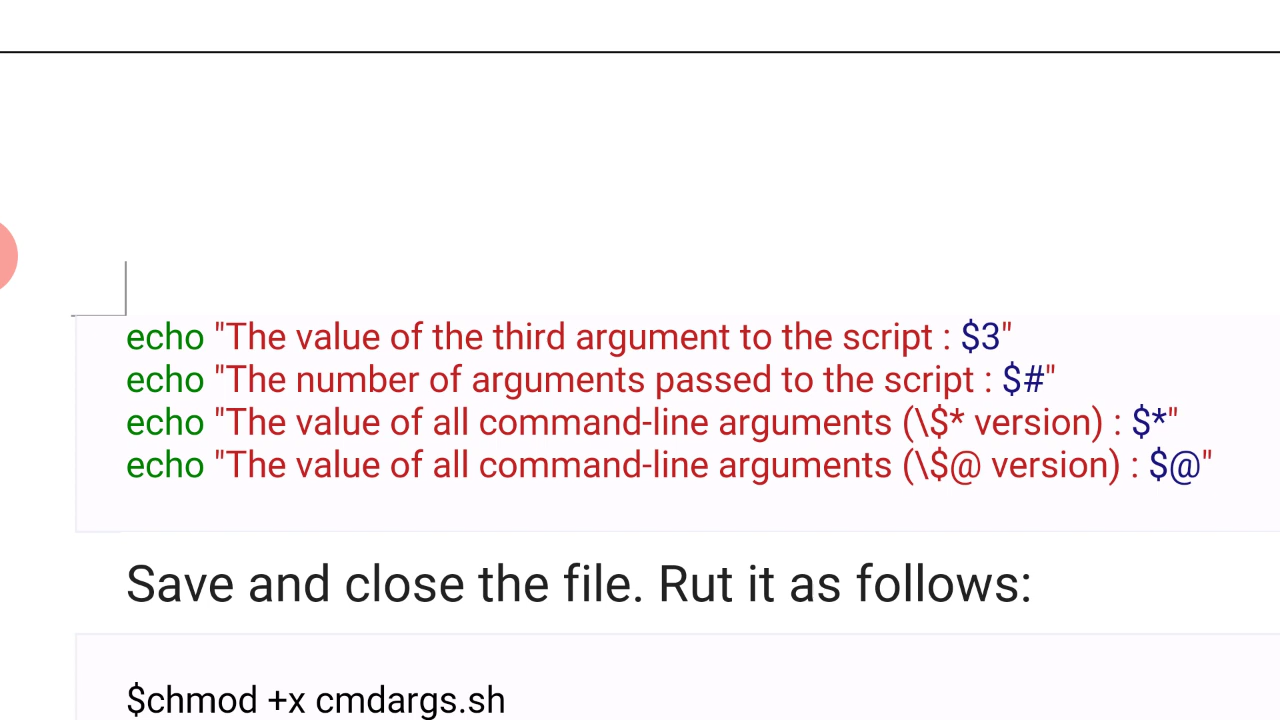 echo "The value of the third argument to the script : $3"
echo "The number of arguments passed to the script : $#"
echo "The value of all command-line arguments (\$* version) : $*"
echo "The value of all command-line arguments (\$@ version) : $@"
Save and close the file. Rut it as follows:
$chmod +x cmdargs.sh